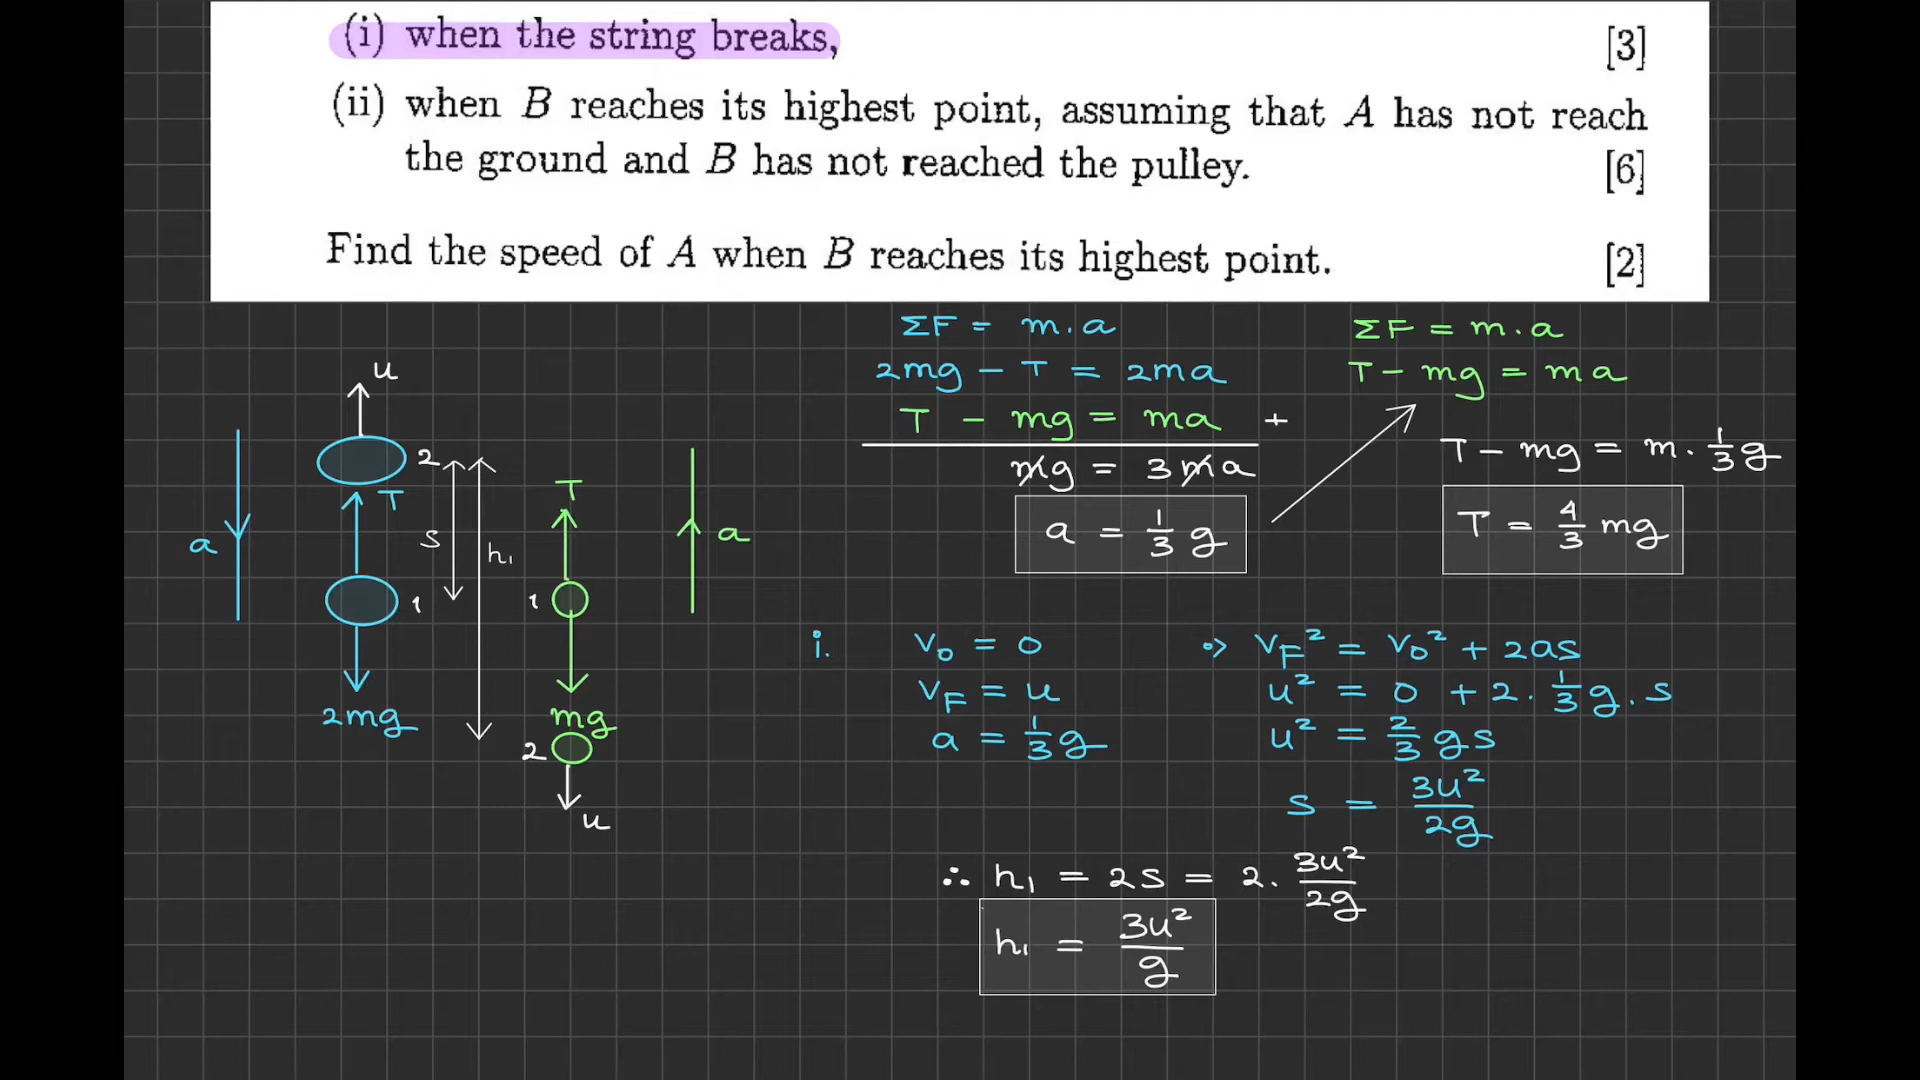 (i) when the string breaks, [3]
(ii) when B reaches its highest point, assuming that A has not reach
the ground and B has not reached the pulley. [6]
Find the speed of A when B reaches its highest point. [2]
u
2
T
s
h₁
a
1
2mg
T
1
a
mg
2
u
ΣF = m.a
2mg - T = 2ma
T - mg = ma +
mg = 3ma
a = 1/3 g
ΣF = m.a
T - mg = ma
T - mg = m. 1/3 g
T = 4/3 mg
i. v₀ = 0
v_F = u
a = 1/3 g
v_F² = v₀² + 2as
u² = 0 + 2. 1/3 g. s
u² = 2/3 gs
s = 3u²/2g
∴ h₁ = 2s = 2. 3u²/2g
h₁ = 3u²/g